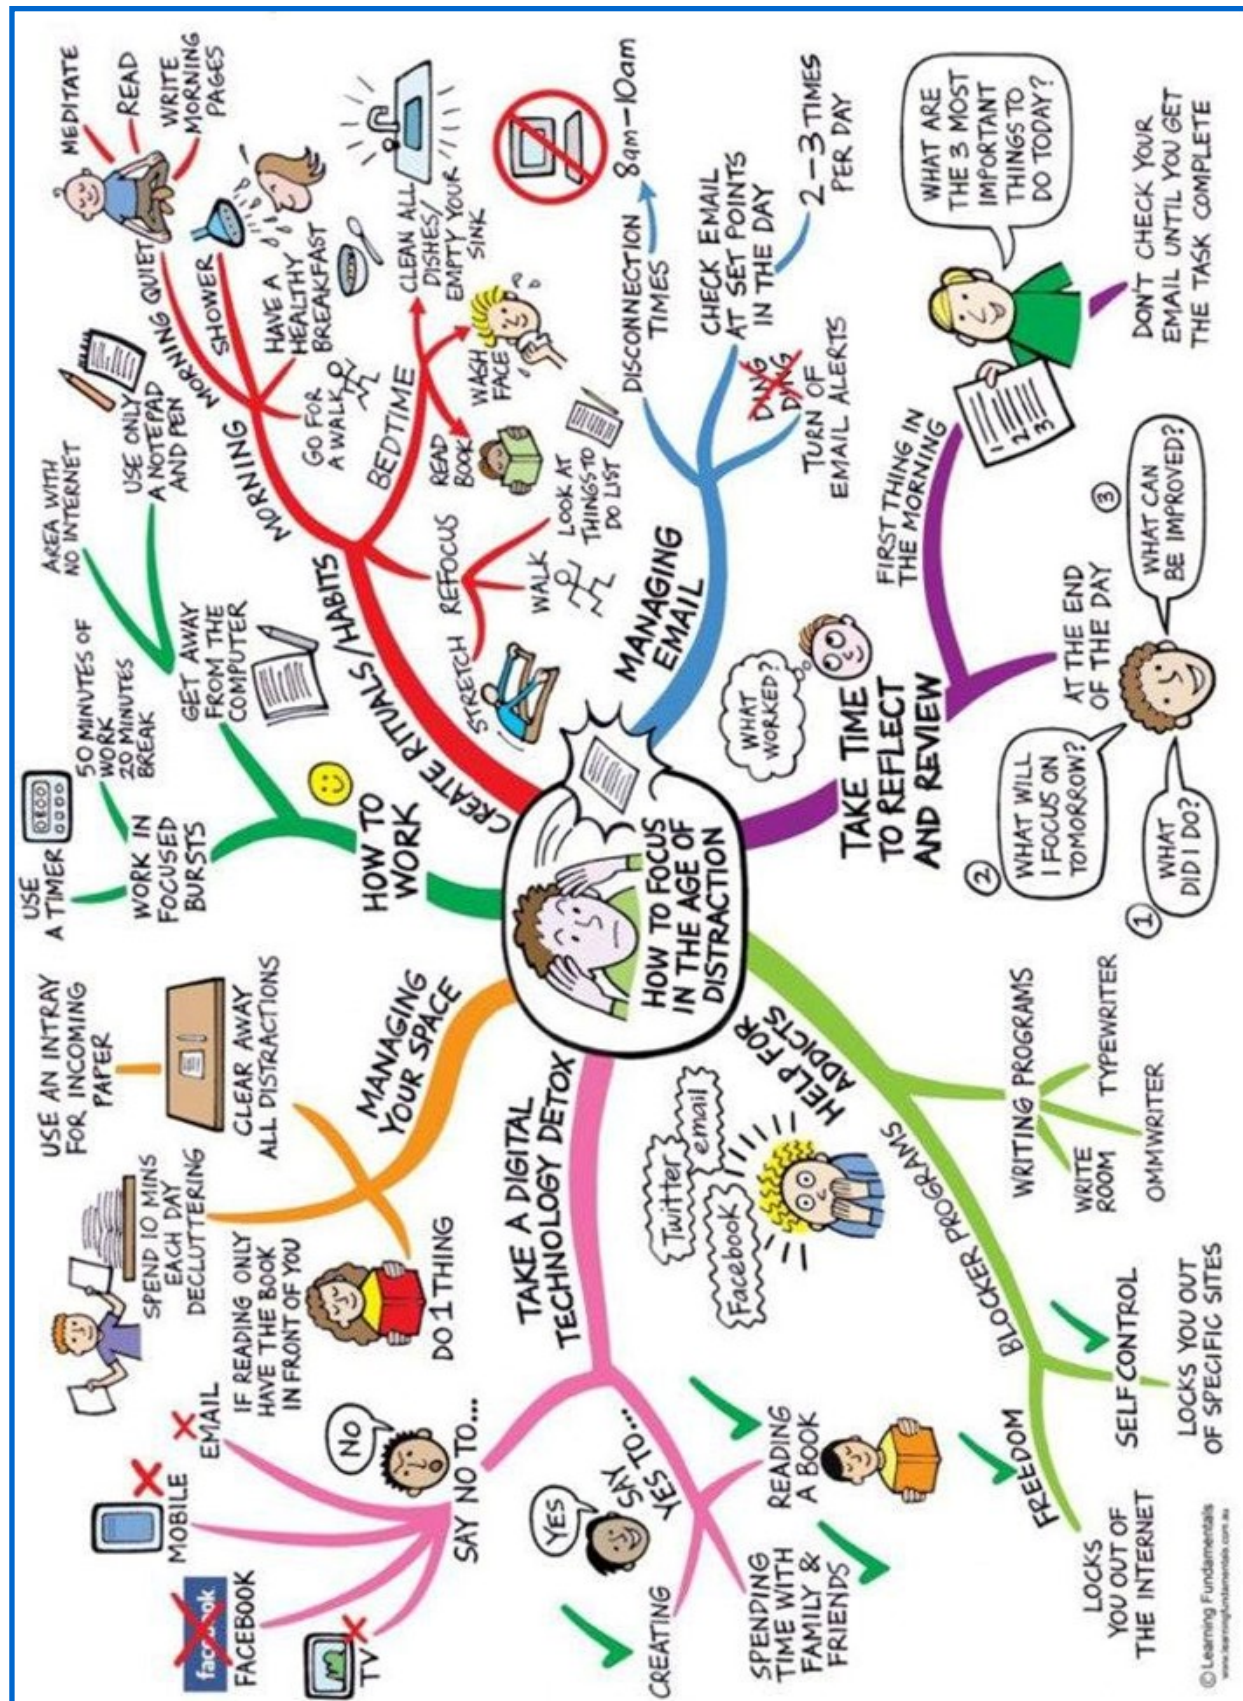 HOW TO FOCUS
IN THE AGE OF
DISTRACTION
CREATE RITUALS/HABITS
MORNING
MORNING QUIET
MEDITATE
READ
WRITE
MORNING
PAGES
SHOWER
HAVE A
HEALTHY
BREAKFAST
GO FOR
A WALK
BEDTIME
CLEAN ALL
DISHES/
EMPTY YOUR
SINK
WASH
FACE
READ
BOOK
REFOCUS
LOOK AT
THINGS TO
DO LIST
WALK
STRETCH
MANAGING
EMAIL
DISCONNECTION
TIMES
8am-10am
CHECK EMAIL
AT SET POINTS
IN THE DAY
2-3 TIMES
PER DAY
DING
DING
TURN OF
EMAIL ALERTS
TAKE TIME
TO REFLECT
AND REVIEW
WHAT
WORKED?
FIRST THING IN
THE MORNING
1
2
3
WHAT ARE
THE 3 MOST
IMPORTANT
THINGS TO
DO TODAY?
DON'T CHECK YOUR
EMAIL UNTIL YOU GET
THE TASK COMPLETE
AT THE END
OF THE DAY
1
WHAT
DID I DO?
2
WHAT WILL
I FOCUS ON
TOMORROW?
3
WHAT CAN
BE IMPROVED?
HELP FOR
ADDICTS
Twitter
email
Facebook
WRITING PROGRAMS
WRITE
ROOM
OMMWRITER
TYPEWRITER
BLOCKER PROGRAMS
SELF CONTROL
LOCKS YOU OUT
OF SPECIFIC SITES
FREEDOM
LOCKS
YOU OUT OF
THE INTERNET
TAKE A DIGITAL
TECHNOLOGY DETOX
SAY
YES TO....
YES
READING
A BOOK
SPENDING
TIME WITH
FAMILY &
FRIENDS
CREATING
SAY NO TO...
NO
TV
facebook
FACEBOOK
MOBILE
EMAIL
MANAGING
YOUR SPACE
DO 1 THING
IF READING ONLY
HAVE THE BOOK
IN FRONT OF YOU
SPEND 10 MINS
EACH DAY
DECLUTTERING
CLEAR AWAY
ALL DISTRACTIONS
USE AN INTRAY
FOR INCOMING
PAPER
HOW TO
WORK
WORK IN
FOCUSED
BURSTS
USE
A TIMER
50 MINUTES OF
WORK
20 MINUTES
BREAK
GET AWAY
FROM THE
COMPUTER
AREA WITH
NO INTERNET
USE ONLY
A NOTEPAD
AND PEN
© Learning Fundamentals
www.learningfundamentals.com.au